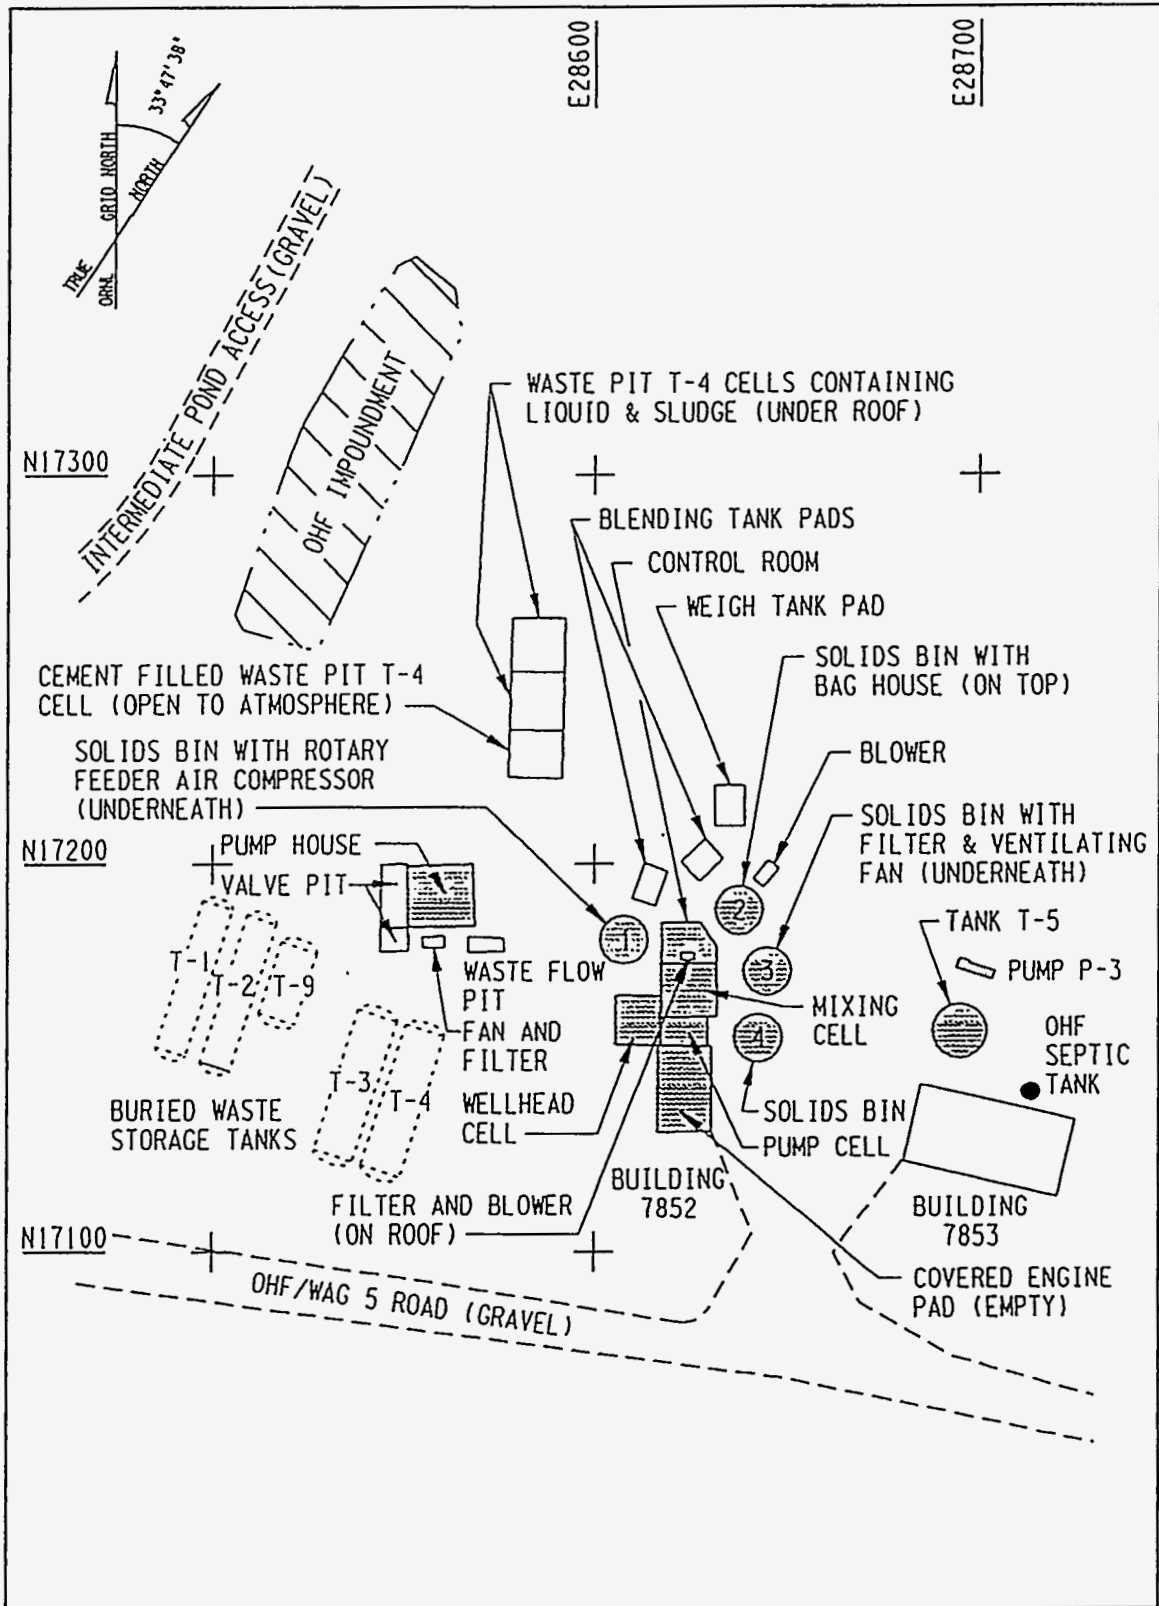 E28600
E28700
33°47'38"
GRID NORTH
NORTH
TRUE
ORNL
INTERMEDIATE POND ACCESS (GRAVEL)
OHF IMPOUNDMENT
WASTE PIT T-4 CELLS CONTAINING
LIQUID & SLUDGE (UNDER ROOF)
N17300
BLENDING TANK PADS
CONTROL ROOM
WEIGH TANK PAD
CEMENT FILLED WASTE PIT T-4
CELL (OPEN TO ATMOSPHERE)
SOLIDS BIN WITH
BAG HOUSE (ON TOP)
SOLIDS BIN WITH ROTARY
FEEDER AIR COMPRESSOR
(UNDERNEATH)
BLOWER
SOLIDS BIN WITH
FILTER & VENTILATING
FAN (UNDERNEATH)
N17200
PUMP HOUSE
VALVE PIT
1
2
3
4
TANK T-5
PUMP P-3
T-1
T-2
T-9
T-3
T-4
WASTE FLOW
PIT
FAN AND
FILTER
MIXING
CELL
OHF
SEPTIC
TANK
BURIED WASTE
STORAGE TANKS
WELLHEAD
CELL
SOLIDS BIN
PUMP CELL
BUILDING
7852
FILTER AND BLOWER
(ON ROOF)
BUILDING
7853
N17100
OHF/WAG 5 ROAD (GRAVEL)
COVERED ENGINE
PAD (EMPTY)